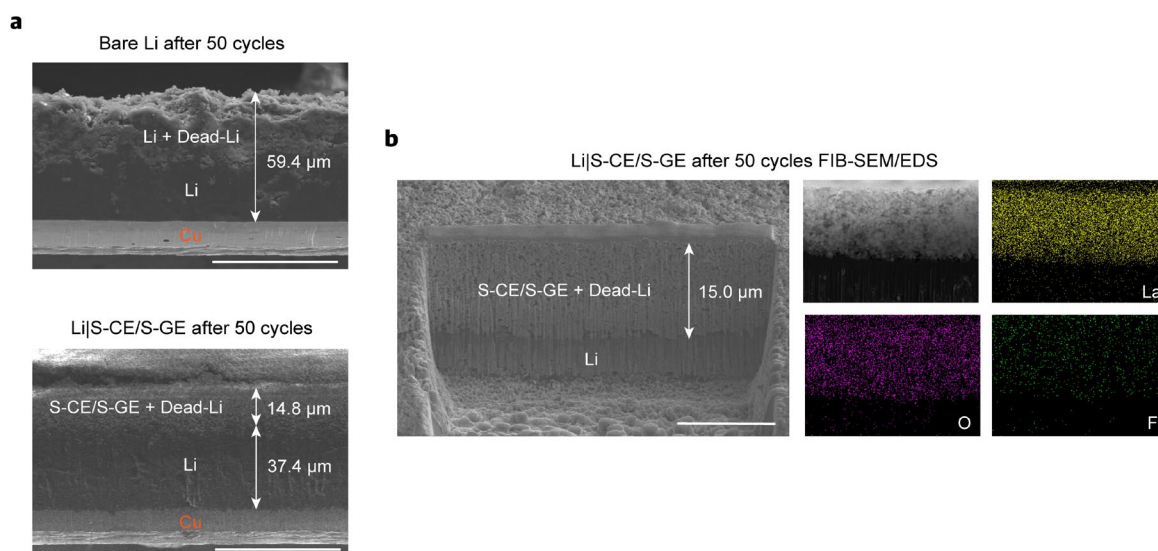 a
Bare Li after 50 cycles
Li + Dead-Li
59.4 µm
Li
Cu
Li|S-CE/S-GE after 50 cycles
S-CE/S-GE + Dead-Li
14.8 µm
Li
37.4 µm
Cu
b
Li|S-CE/S-GE after 50 cycles FIB-SEM/EDS
S-CE/S-GE + Dead-Li
15.0 µm
Li
La
O
F